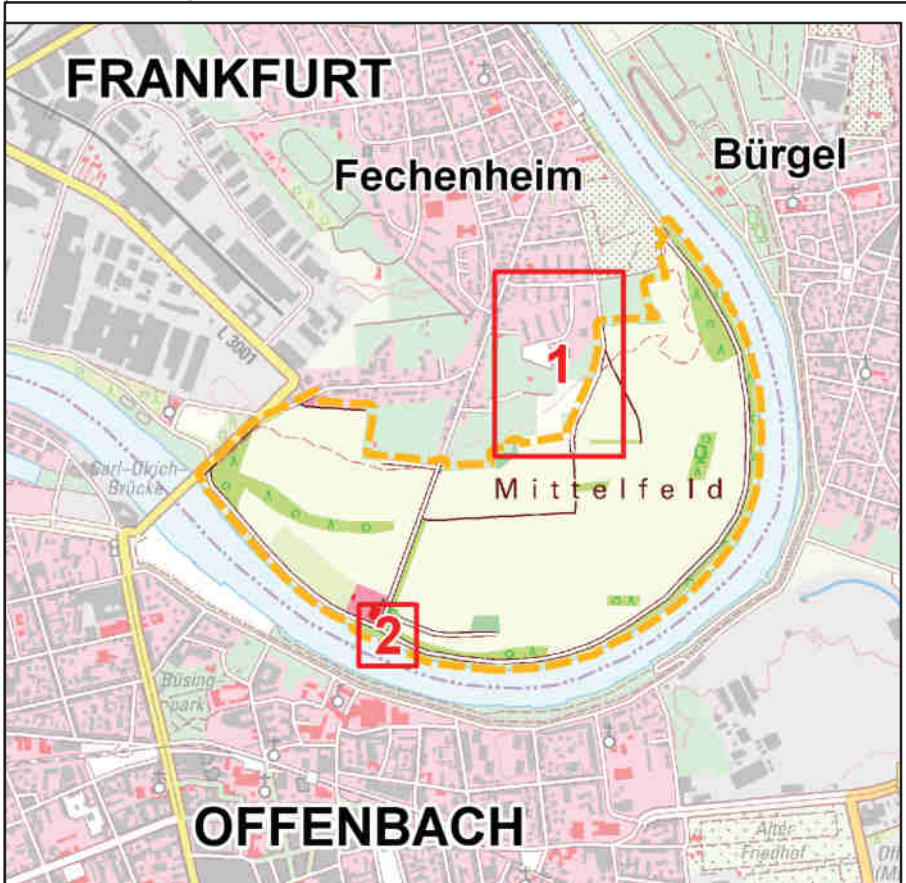 FRANKFURT
Fechenheim
Bürgel
L 3001
1
Carl-Ulrich-
Brücke
Mittelfeld
2
Büsing-
park
OFFENBACH
Alter
Friedhof